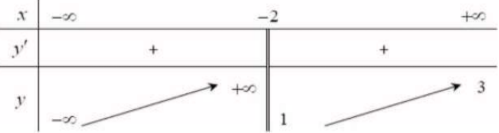 x −∞ −2 +∞
y′ + +
+∞ 3
y
−∞ 1